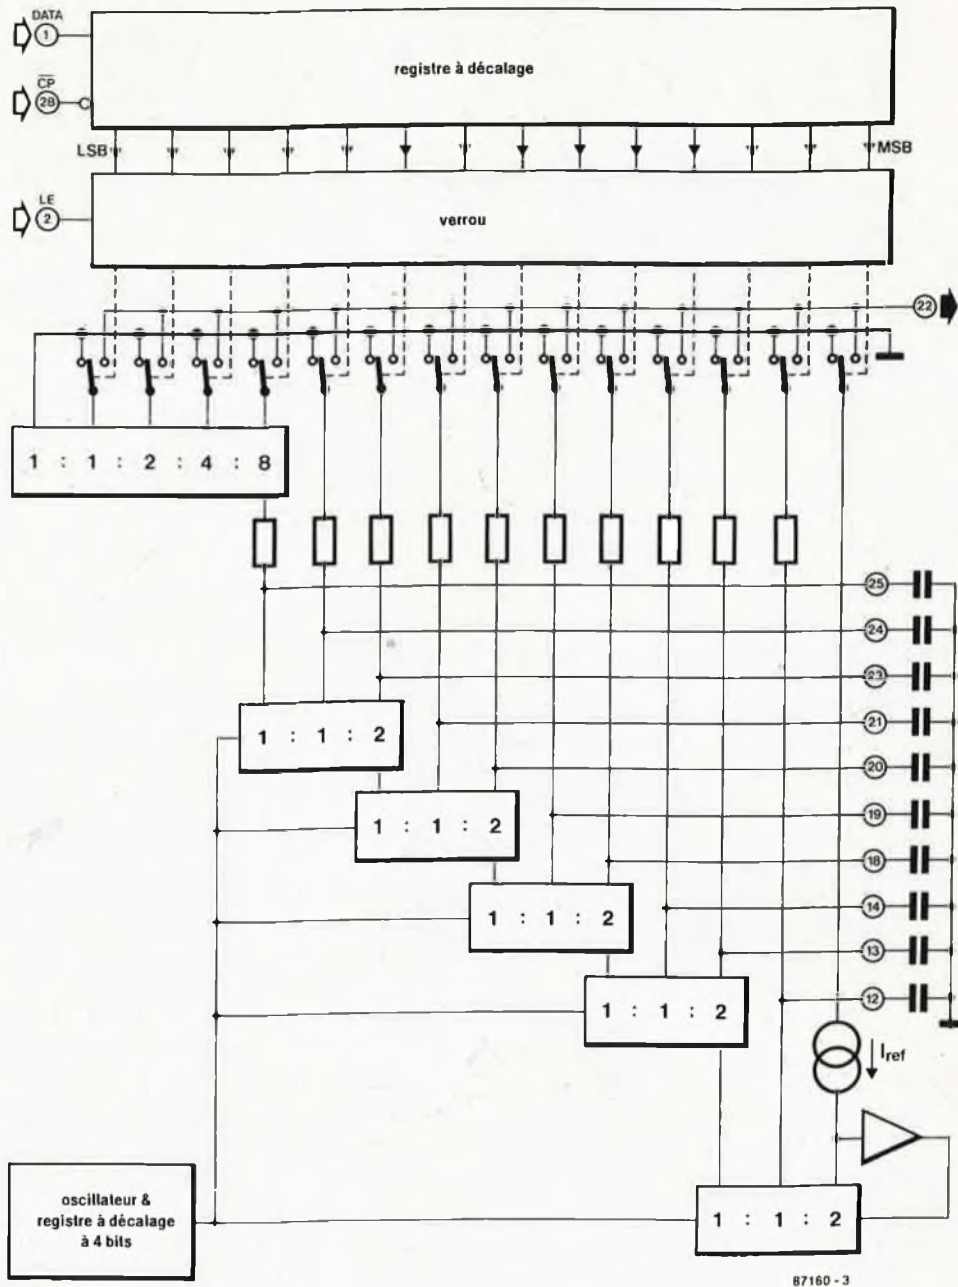 DATA
1
registre à décalage
CP
28
LSB
MSB
LE
2
verrou
22
1 : 1 : 2 : 4 : 8
25
24
23
1 : 1 : 2
21
20
1 : 1 : 2
19
18
1 : 1 : 2
14
13
1 : 1 : 2
12
Iref
oscillateur &
registre à décalage
à 4 bits
1 : 1 : 2
87160 - 3